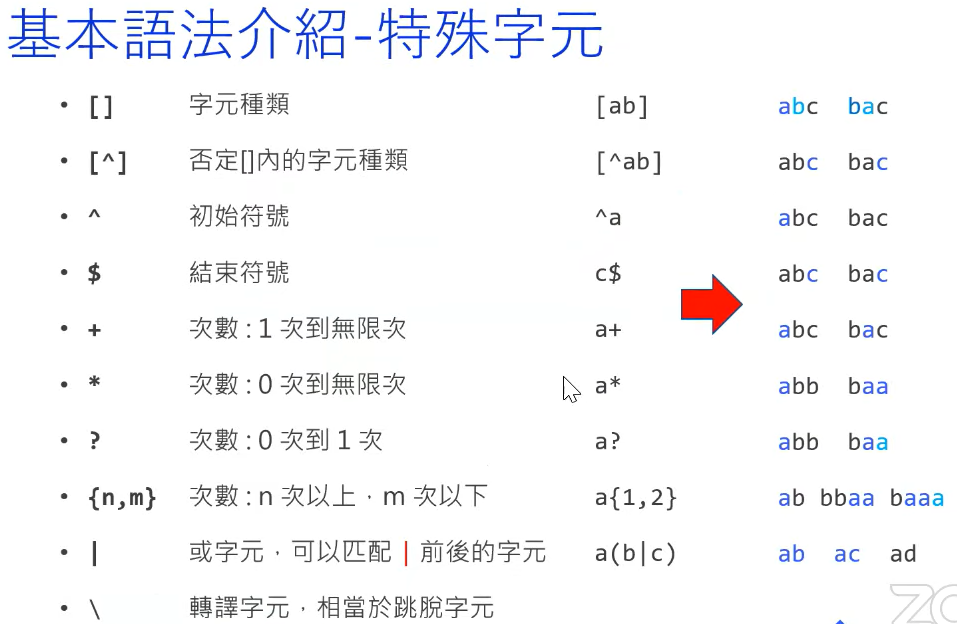 基本語法介紹-特殊字元
• [] 字元種類 [ab] abc bac
• [^] 否定[]內的字元種類 [^ab] abc bac
• ^ 初始符號 ^a abc bac
• $ 結束符號 c$ abc bac
• + 次數:1 次到無限次 a+ abc bac
• * 次數:0 次到無限次 a* abb baa
• ? 次數:0 次到 1 次 a? abb baa
• {n,m} 次數:n 次以上，m 次以下 a{1,2} ab bbaa baaa
• | 或字元，可以匹配 | 前後的字元 a(b|c) ab ac ad
• \ 轉譯字元，相當於跳脫字元